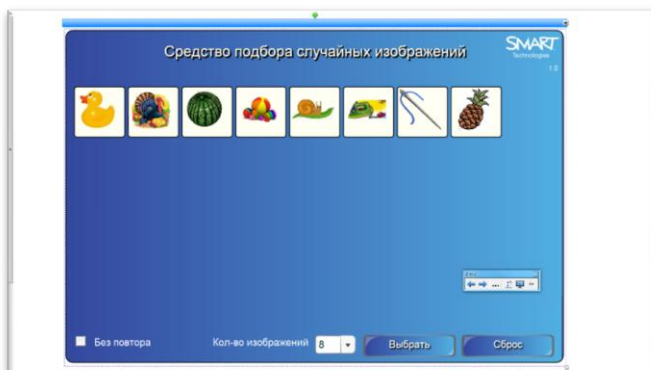 Средство подбора случайных изображений
SMART
Technologies
1.0
Без повтора
Кол-во изображений
8
Выбрать
Сброс